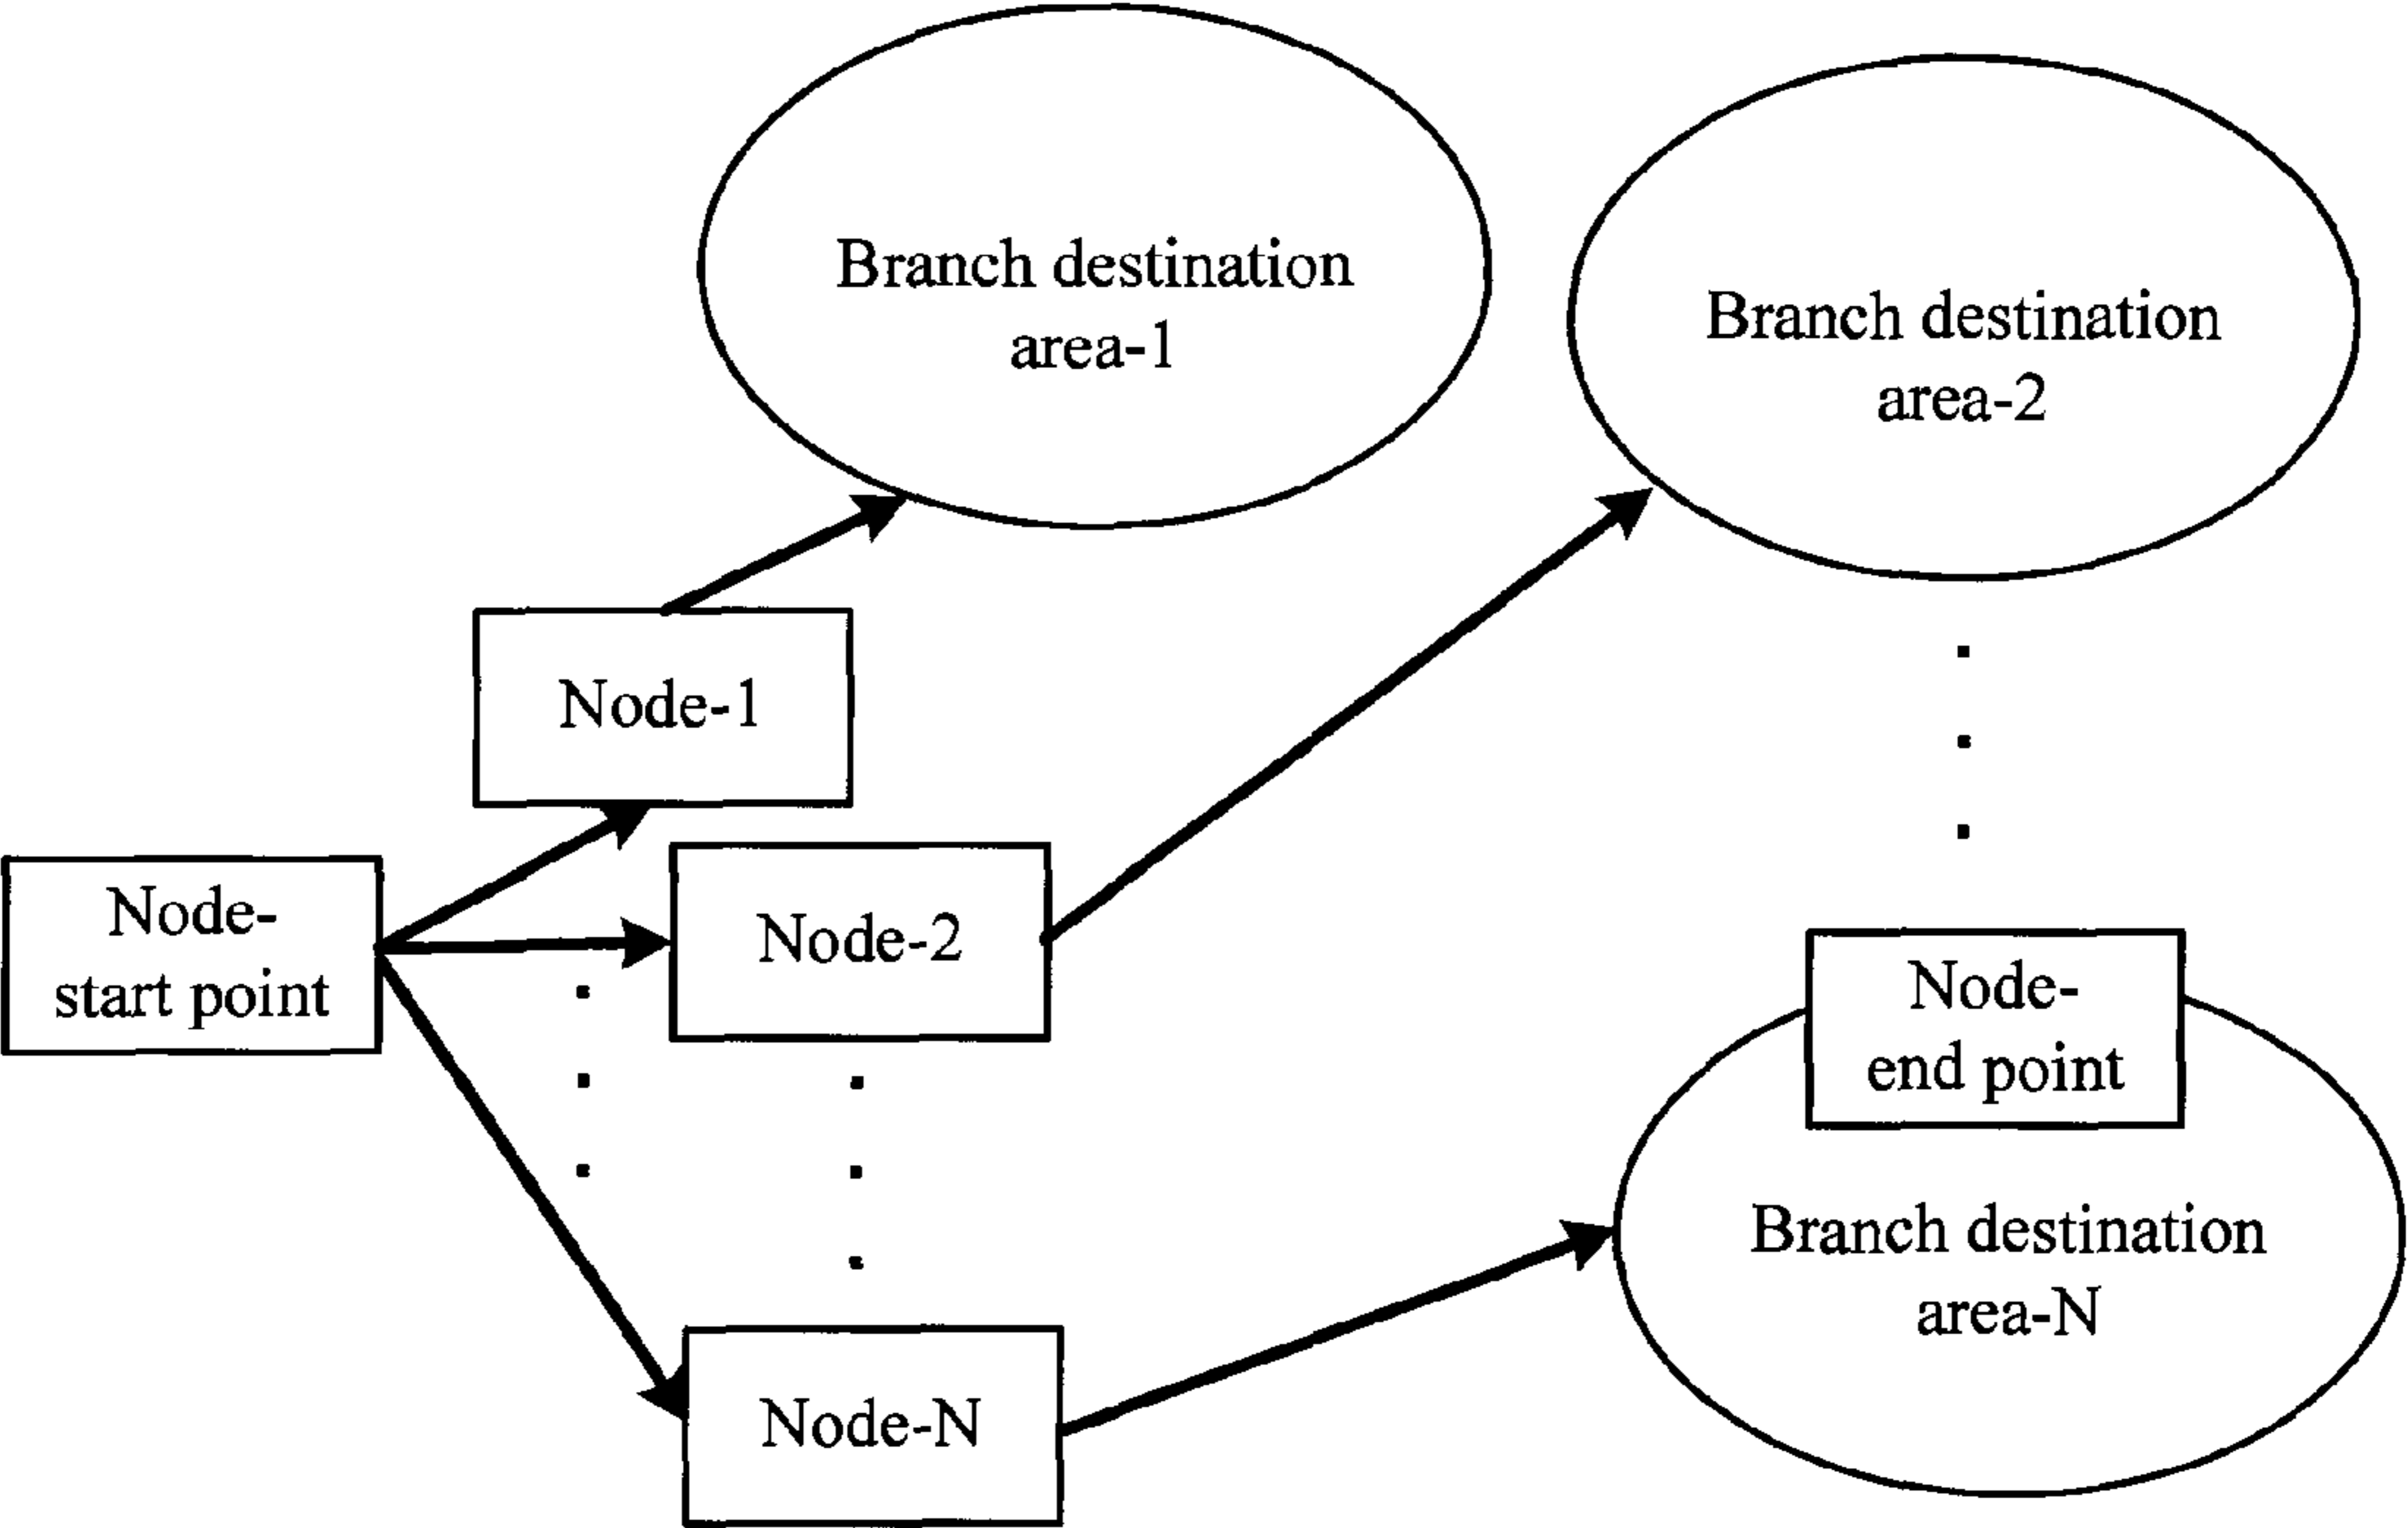 Branch destination
area-1
Branch destination
area-2
Node-1
Node-
start point
Node-2
Node-
end point
Branch destination
area-N
Node-N